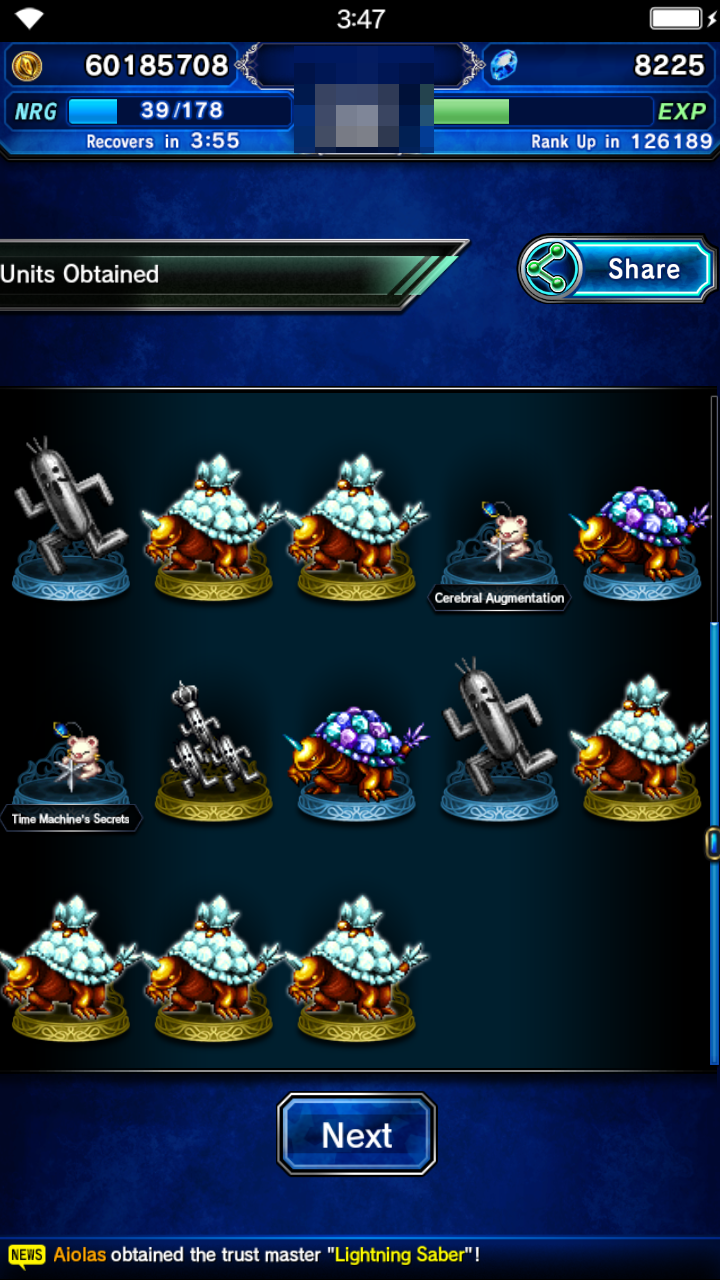 3:47
60185708
8225
NRG 39/178 EXP
Recovers in 3:55
Rank Up in 126189
Units Obtained
Share
Cerebral Augmentation
Time Machine's Secrets
Next
NEWS Aiolas obtained the trust master "Lightning Saber"!